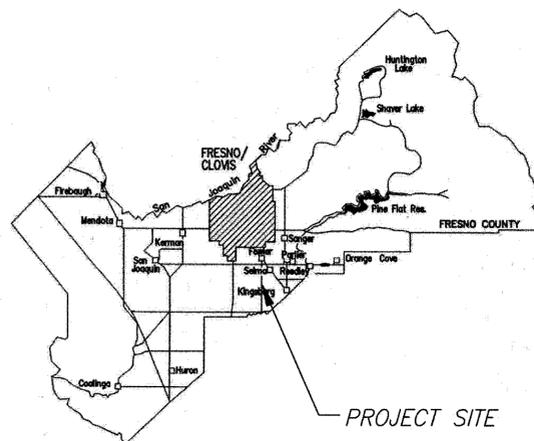 Huntington
Lake
Shaver Lake
FRESNO/
CLOVIS
San Joaquin River
Firebaugh
Pine Flat Res.
Mendota
FRESNO COUNTY
Kerman
Sanger
Fowler
Parlier
San
Joaquin
Orange Cove
Selma
Reedley
Kingsburg
Huron
Coalinga
PROJECT SITE